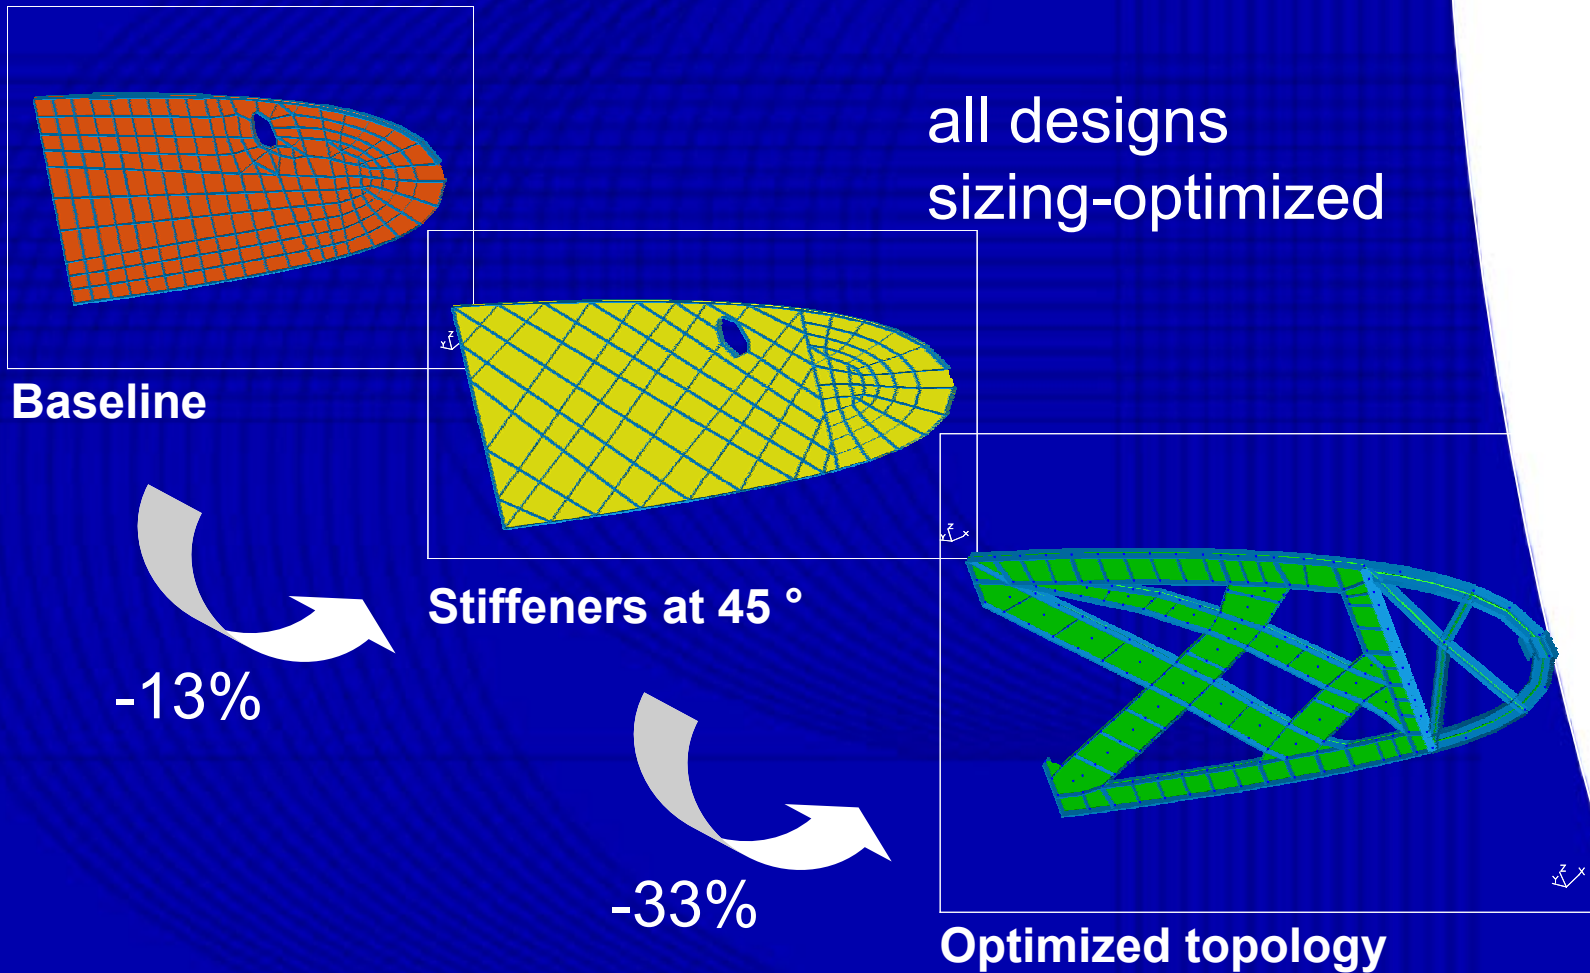 all designs
sizing-optimized
Z
Y
Baseline
Z
Y
X
Stiffeners at 45 °
-13%
Z
Y
X
-33%
Optimized topology